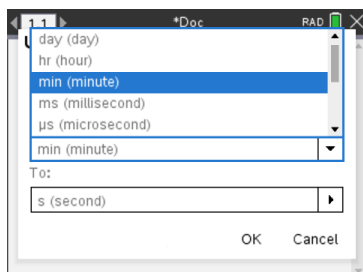 1.1 *Doc RAD
day (day)
hr (hour)
min (minute)
ms (millisecond)
µs (microsecond)
min (minute)
To:
s (second)
OK Cancel